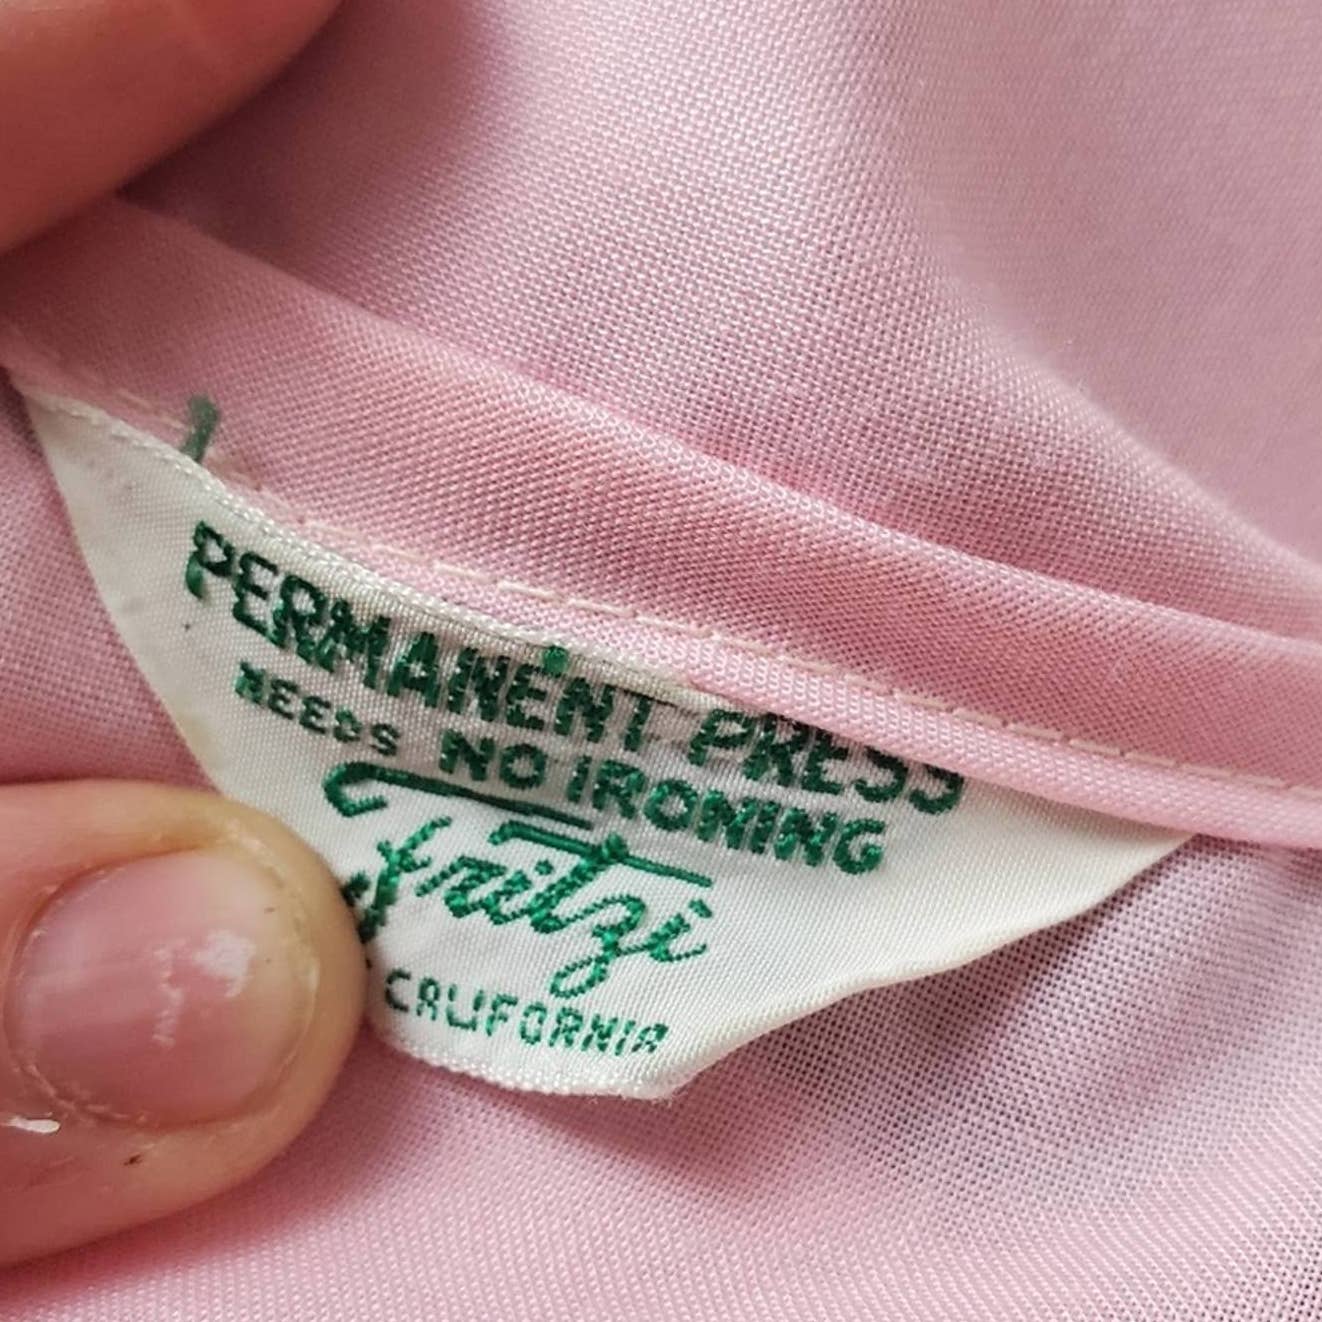 PERMANENT PRESS
NEEDS NO IRONING
Fritzi
CALIFORNIA